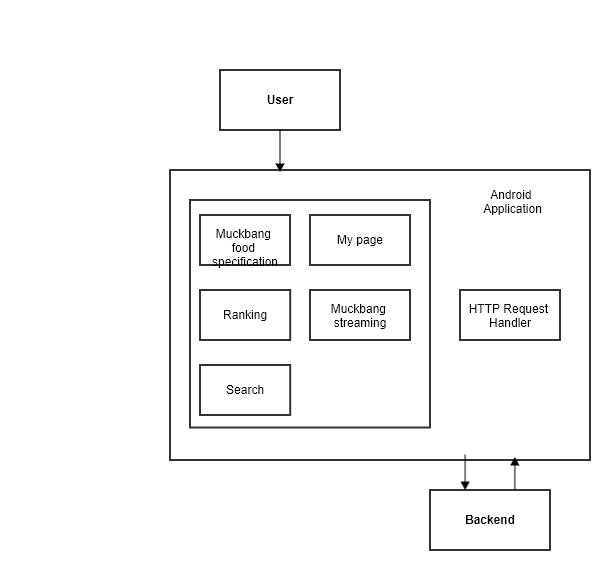 User
Android
Application
Muckbang
food
specification
My page
Ranking
Muckbang
streaming
HTTP Request
Handler
Search
Backend